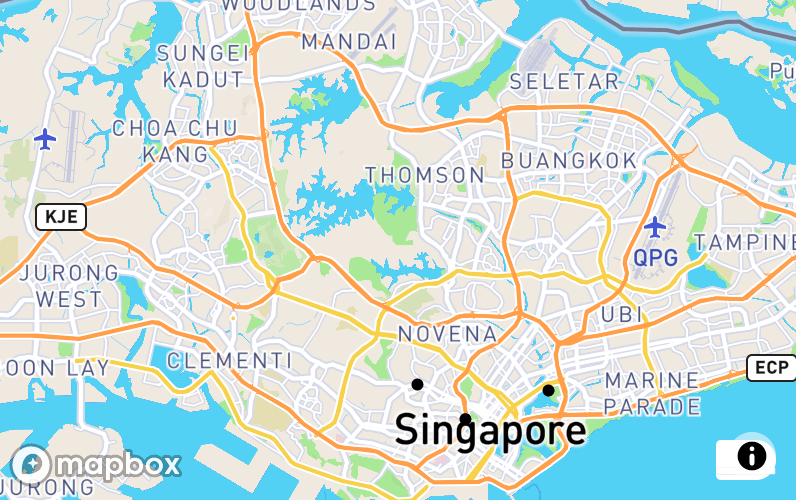 WOODLANDS
MANDAI
SUNGEI
KADUT
SELETAR
Pu
CHOA CHU
KANG
BUANGKOK
THOMSON
KJE
TAMPINE
QPG
JURONG
WEST
UBI
NOVENA
CLEMENTI
OON LAY
ECP
MARINE
PARADE
Singapore
mapbox
JURONG
i